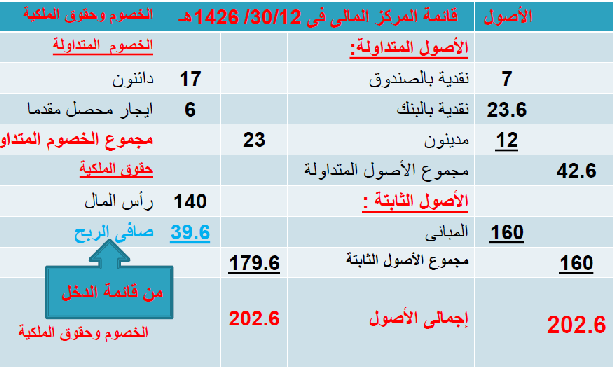 الأصول قائمة المركز المالى فى 30/12/ 1426هـ الخصوم وحقوق الملكية
الأصول المتداولة: الخصوم المتداولة
7 نقدية بالصندوق 17 دائنون
23.6 نقدية بالبنك 6 ايجار محصل مقدما
12 مدينون 23 مجموع الخصوم المتداو
42.6 مجموع الأصول المتداولة حقوق الملكية
الأصول الثابتة : 140 رأس المال
160 المبانى 39.6 صافى الربح
160 مجموع الأصول الثابتة 179.6
من قائمة الدخل
202.6 إجمالى الأصول 202.6 الخصوم وحقوق الملكية